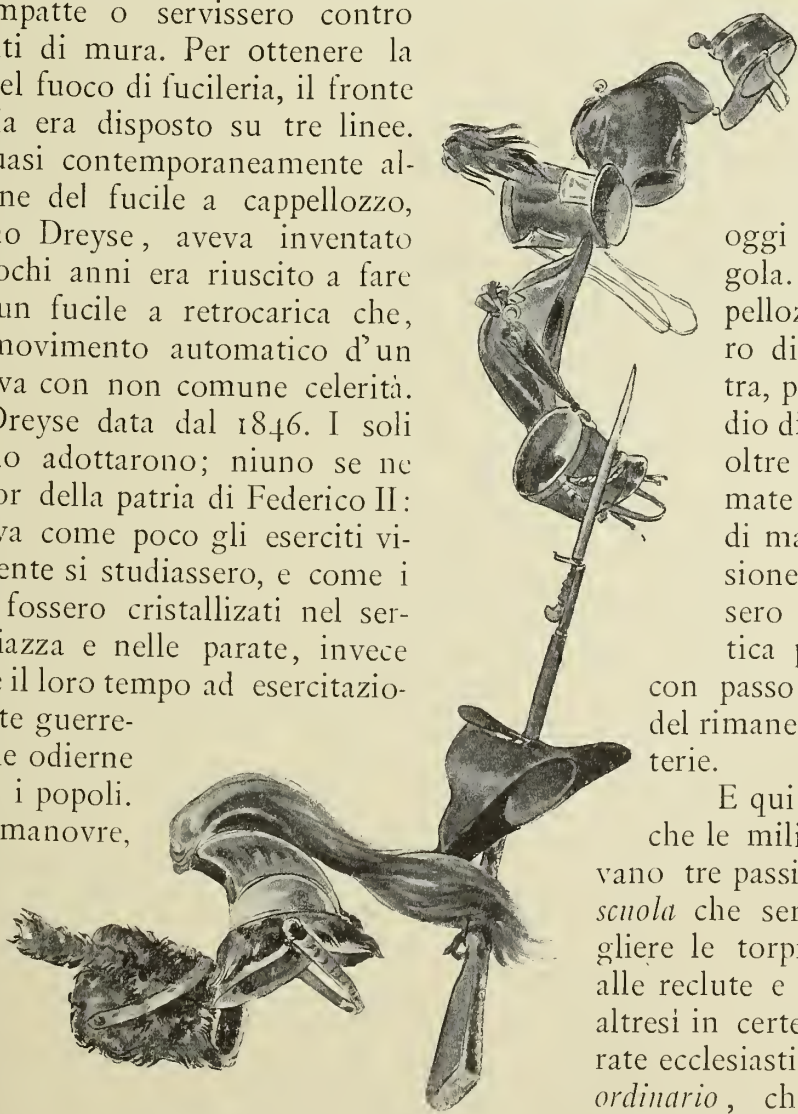 mpatte o servissero contro
ti di mura. Per ottenere la
el fuoco di fucileria, il fronte
a era disposto su tre linee.
uasi contemporaneamente al-
ne del fucile a cappellozzo,
o Dreyse, aveva inventato
ochi anni era riuscito a fare
un fucile a retrocarica che,
movimento automatico d'un
va con non comune celerità.
Dreyse data dal 1846. I soli
o adottarono; niuno se ne
or della patria di Federico II:
va come poco gli eserciti vi-
ente si studiassero, e come i
fossero cristallizati nel ser-
iazza e nelle parate, invece
e il loro tempo ad esercitazio-
te guerre-
e odierne
i popoli.
manovre,
oggi
gola.
pelloz
ro di
tra, p
dio di
oltre
mate
di ma
sione
sero
tica p
con passo
del rimane
terie.
E qui
che le mili
vano tre passi
scuola che ser
gliere le torpi
alle reclute e
altresì in certe
rate ecclesiasti
ordinario, ch